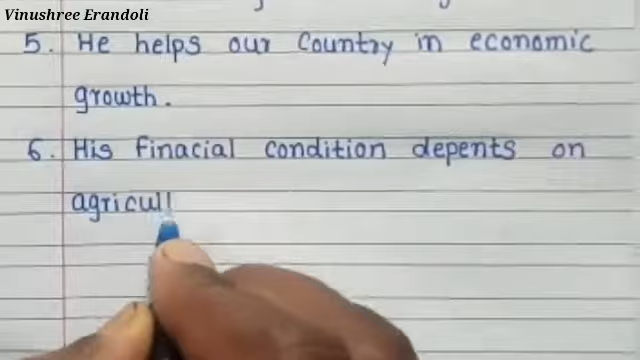 Vinushree Erandoli
5. He helps our Country in economic
growth.
6. His finacial condition depents on
agricul